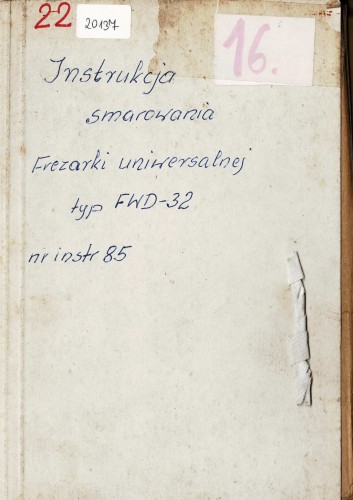 22
20137
16.
Instrukcja
smarowania
Frezarki uniwersalnej
typ FWD-32
nr instr 85